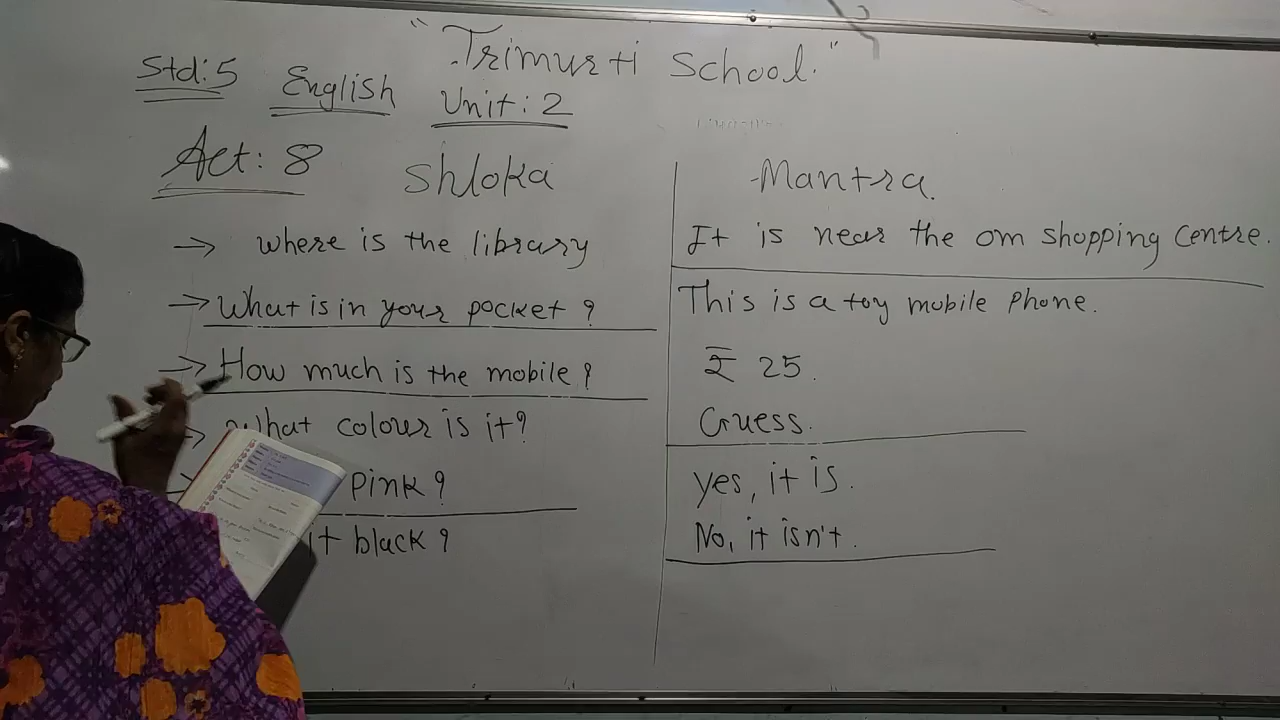 "Trimurti School."
Std: 5 English Unit: 2
Act: 8 Shloka
Mantra.
→ where is the library
It is near the om shopping Centre.
→ What is in your pocket ?
This is a toy mobile phone.
→ How much is the mobile ?
₹ 25.
What colour is it?
Guess.
Pink ?
yes, it is.
it black ?
No, it isn't.